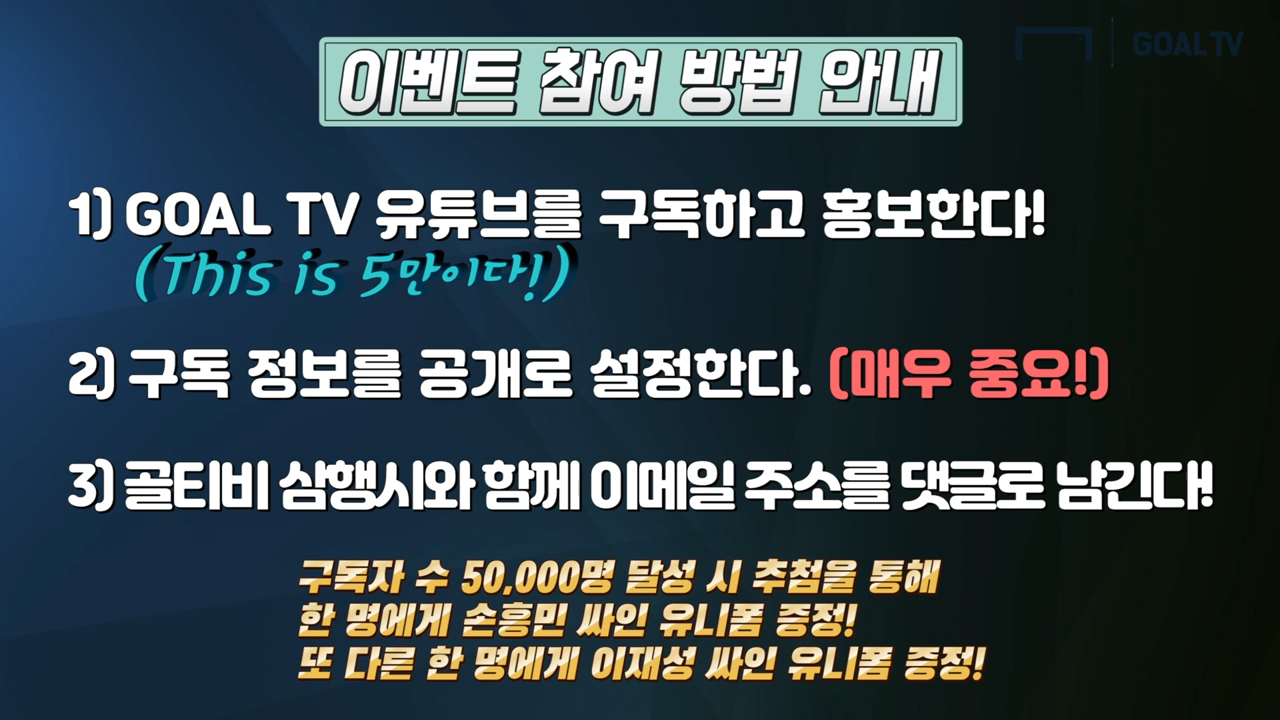 GOAL TV
이벤트 참여 방법 안내
1) GOAL TV 유튜브를 구독하고 홍보한다!
(This is 5만이다!)
2) 구독 정보를 공개로 설정한다. (매우 중요!)
3) 골티비 삼행시와 함께 이메일 주소를 댓글로 남긴다!
구독자 수 50,000명 달성 시 추첨을 통해
한 명에게 손흥민 싸인 유니폼 증정!
또 다른 한 명에게 이재성 싸인 유니폼 증정!